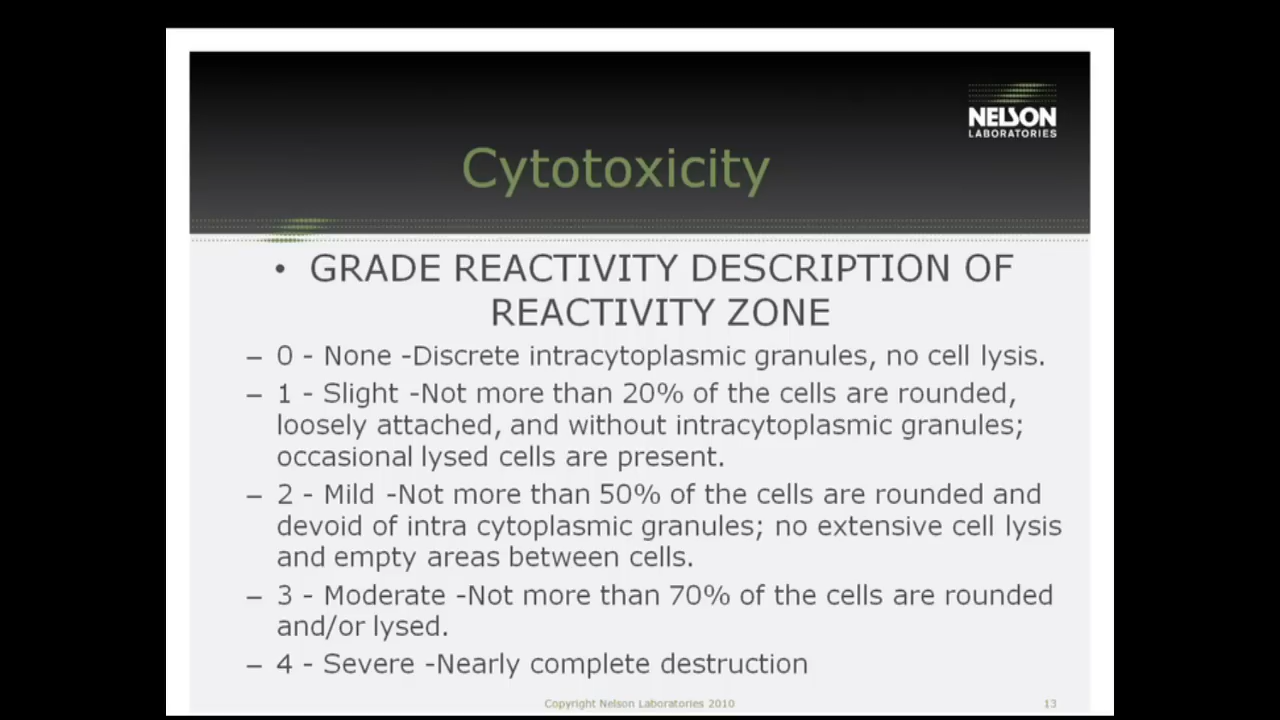 NELSON
LABORATORIES
Cytotoxicity
• GRADE REACTIVITY DESCRIPTION OF
REACTIVITY ZONE
– 0 - None -Discrete intracytoplasmic granules, no cell lysis.
– 1 - Slight -Not more than 20% of the cells are rounded,
loosely attached, and without intracytoplasmic granules;
occasional lysed cells are present.
– 2 - Mild -Not more than 50% of the cells are rounded and
devoid of intra cytoplasmic granules; no extensive cell lysis
and empty areas between cells.
– 3 - Moderate -Not more than 70% of the cells are rounded
and/or lysed.
– 4 - Severe -Nearly complete destruction
Copyright Nelson Laboratories 2010
13